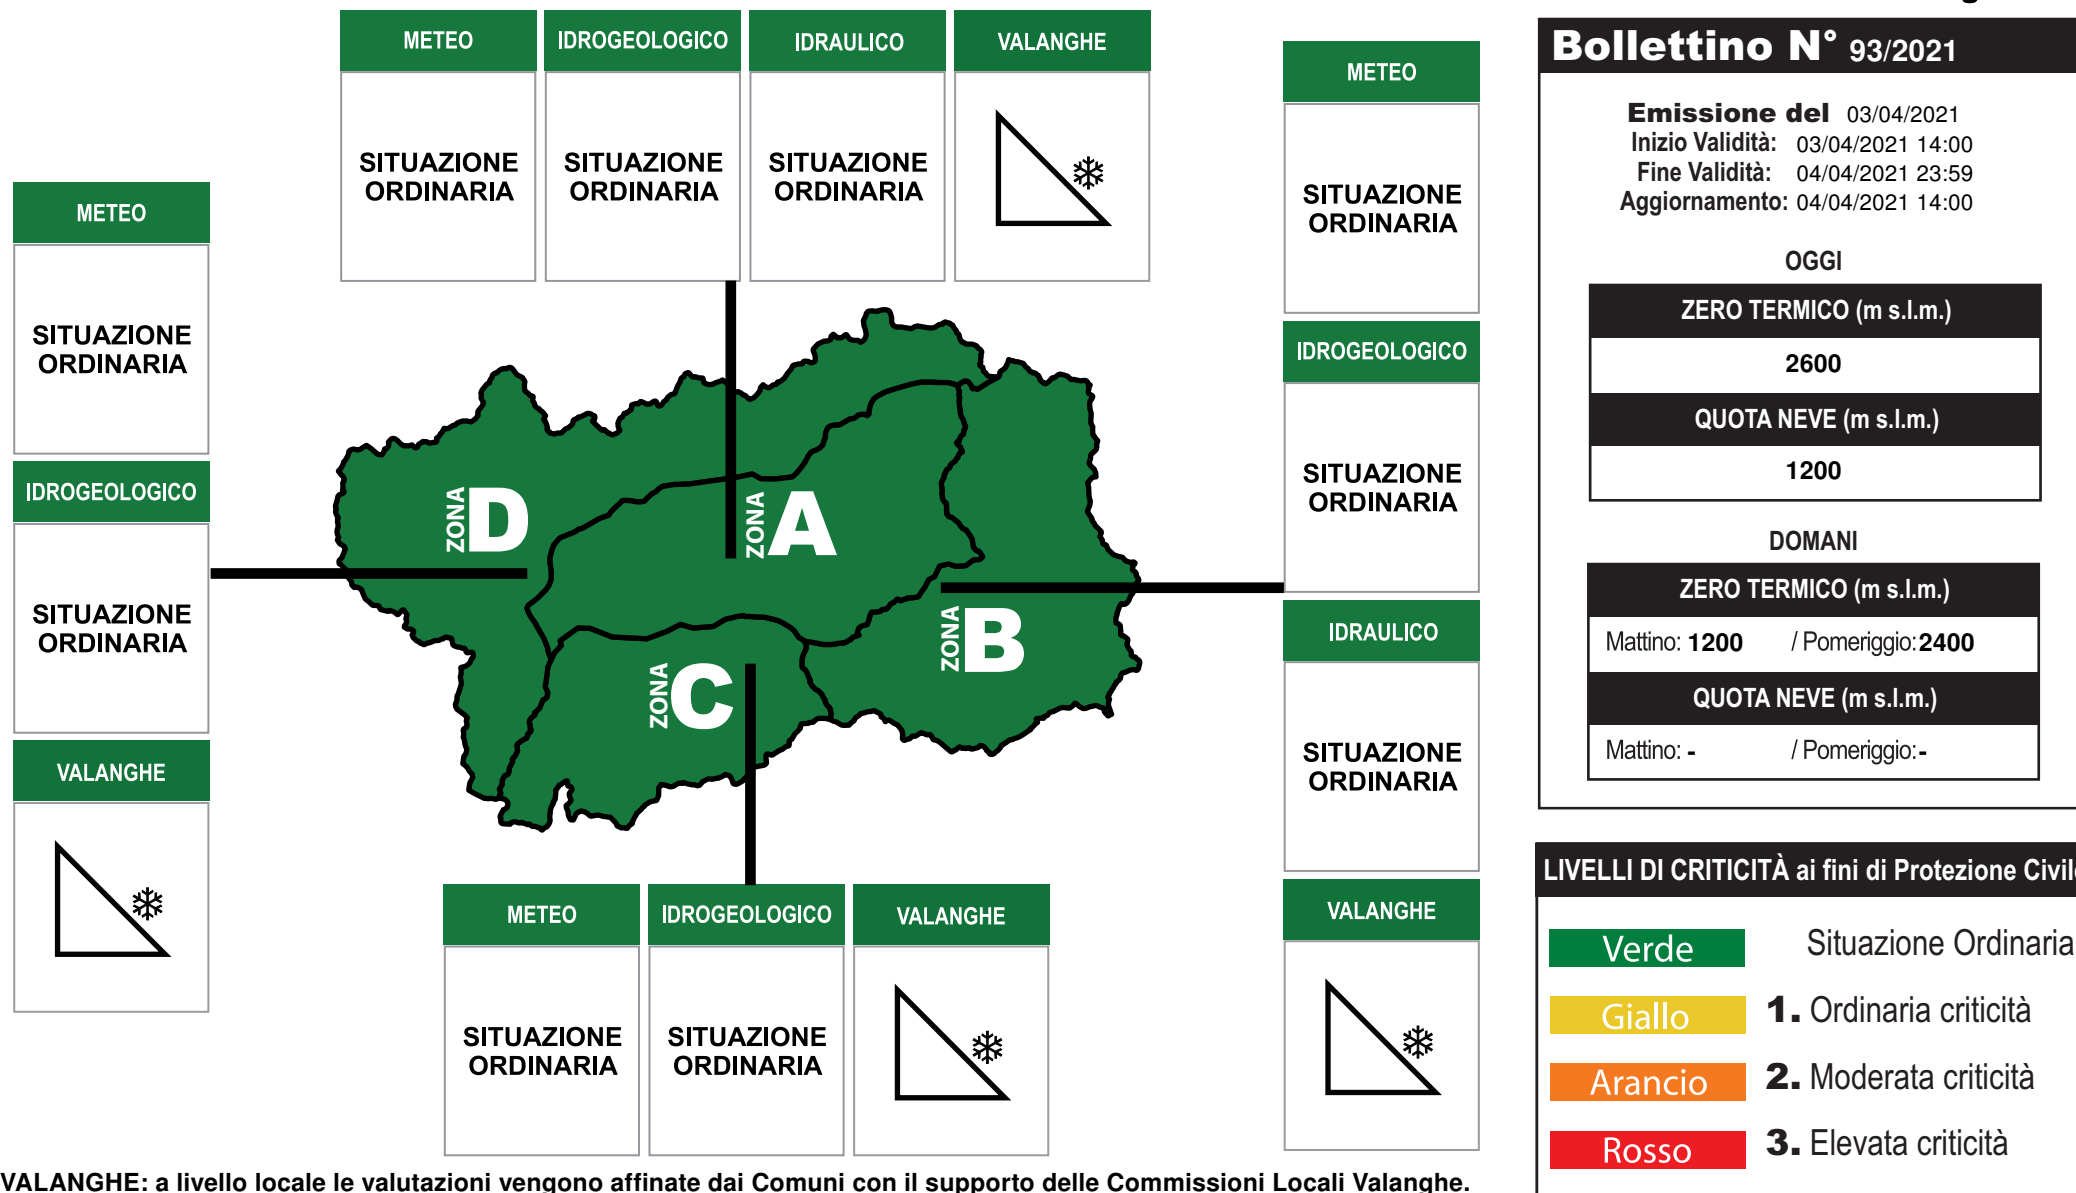 METEO
IDROGEOLOGICO
IDRAULICO
VALANGHE
SITUAZIONE
ORDINARIA
SITUAZIONE
ORDINARIA
SITUAZIONE
ORDINARIA
METEO
SITUAZIONE
ORDINARIA
IDROGEOLOGICO
SITUAZIONE
ORDINARIA
VALANGHE
METEO
SITUAZIONE
ORDINARIA
IDROGEOLOGICO
SITUAZIONE
ORDINARIA
IDRAULICO
SITUAZIONE
ORDINARIA
VALANGHE
ZONA D
ZONA A
ZONA B
ZONA C
METEO
IDROGEOLOGICO
VALANGHE
SITUAZIONE
ORDINARIA
SITUAZIONE
ORDINARIA
VALANGHE: a livello locale le valutazioni vengono affinate dai Comuni con il supporto delle Commissioni Locali Valanghe.
Bollettino N° 93/2021
Emissione del 03/04/2021
Inizio Validità: 03/04/2021 14:00
Fine Validità: 04/04/2021 23:59
Aggiornamento: 04/04/2021 14:00
OGGI
ZERO TERMICO (m s.l.m.)
2600
QUOTA NEVE (m s.l.m.)
1200
DOMANI
ZERO TERMICO (m s.l.m.)
Mattino: 1200 / Pomeriggio: 2400
QUOTA NEVE (m s.l.m.)
Mattino: - / Pomeriggio: -
LIVELLI DI CRITICITÀ ai fini di Protezione Civile
Verde Situazione Ordinaria
Giallo 1. Ordinaria criticità
Arancio 2. Moderata criticità
Rosso 3. Elevata criticità